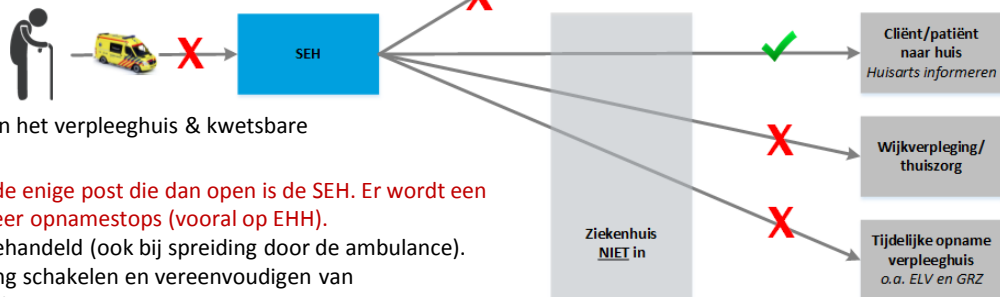 SEH
Cliënt/patiënt
naar huis
Huisarts informeren
n het verpleeghuis & kwetsbare
Wijkverpleging/
thuiszorg
de enige post die dan open is de SEH. Er wordt een
eer opnamestops (vooral op EHH).
ehandeld (ook bij spreiding door de ambulance).
ng schakelen en vereenvoudigen van
Ziekenhuis
NIET in
Tijdelijke opname
verpleeghuis
o.a. ELV en GRZ